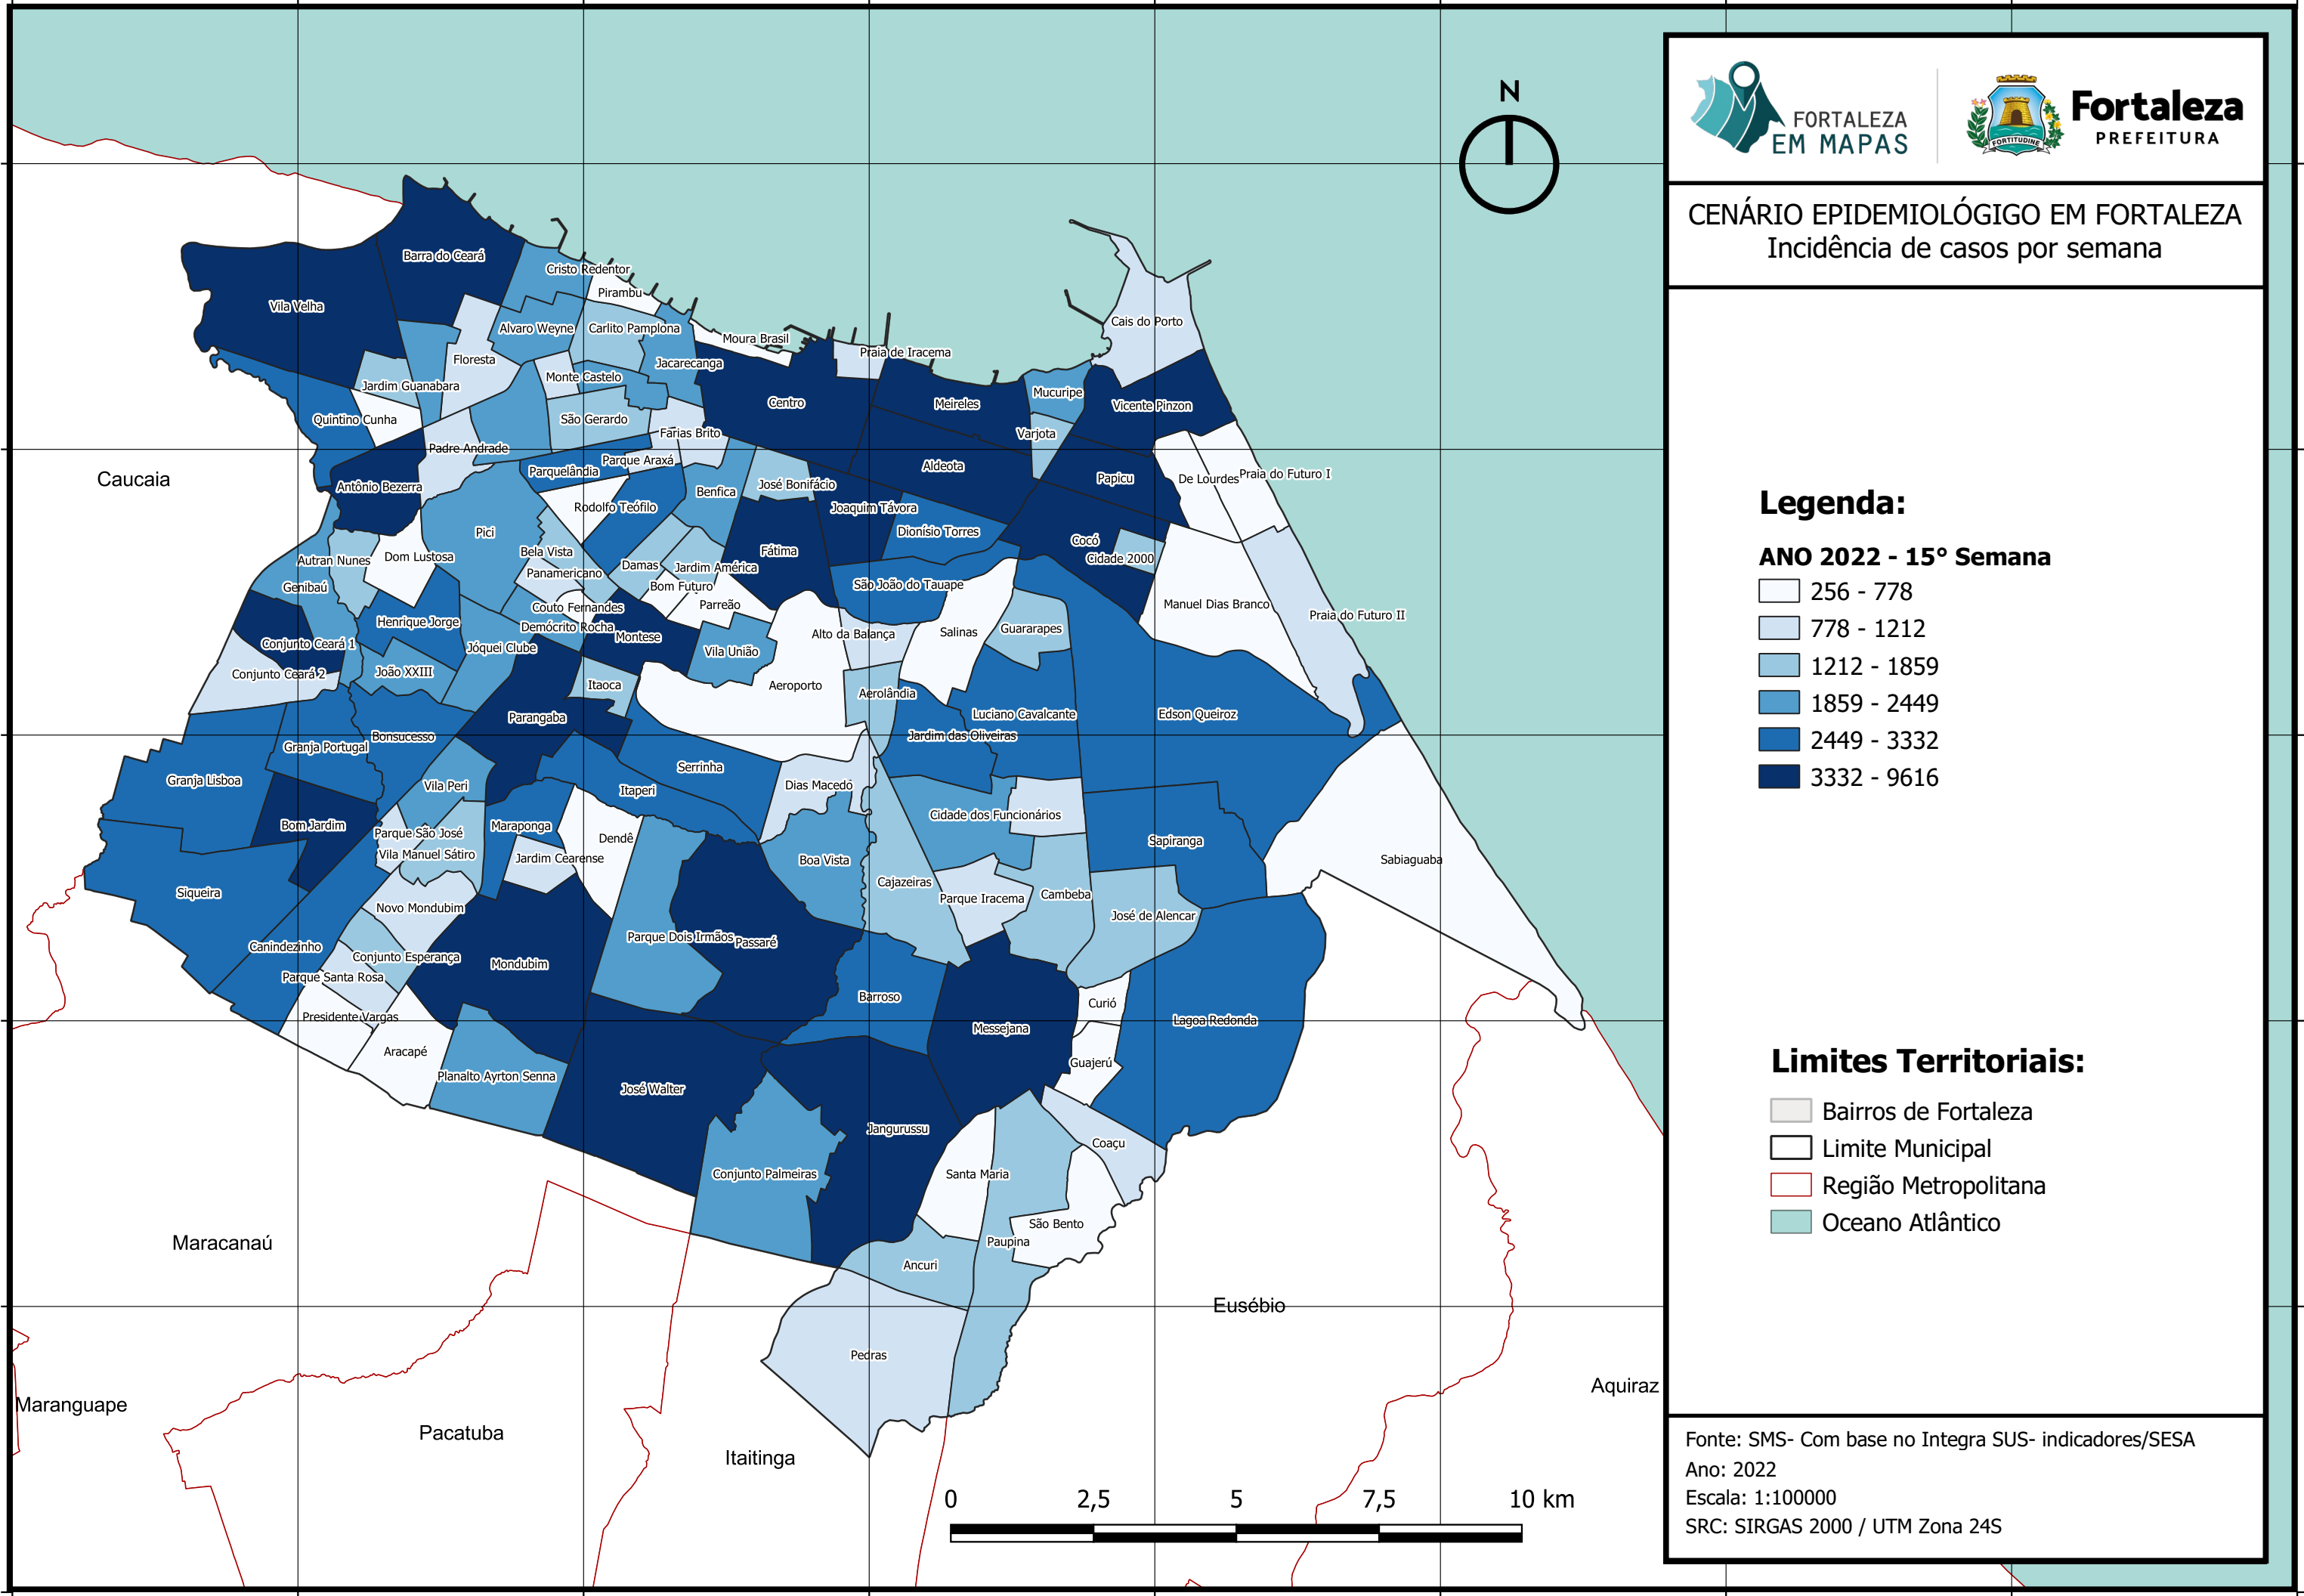 N
FORTALEZA
EM MAPAS
FORTITUDINE
Fortaleza
PREFEITURA
CENÁRIO EPIDEMIOLÓGIGO EM FORTALEZA
Incidência de casos por semana
Legenda:
ANO 2022 - 15° Semana
256 - 778
778 - 1212
1212 - 1859
1859 - 2449
2449 - 3332
3332 - 9616
Limites Territoriais:
Bairros de Fortaleza
Limite Municipal
Região Metropolitana
Oceano Atlântico
Fonte: SMS- Com base no Integra SUS- indicadores/SESA
Ano: 2022
Escala: 1:100000
SRC: SIRGAS 2000 / UTM Zona 24S
Barra do Ceará
Cristo Redentor
Pirambu
Vila Velha
Cais do Porto
Alvaro Weyne
Carlito Pamplona
Moura Brasil
Praia de Iracema
Floresta
Jacarecanga
Monte Castelo
Jardim Guanabara
Mucuripe
Centro
Meireles
Vicente Pinzon
Quintino Cunha
São Gerardo
Farias Brito
Varjota
Padre Andrade
Parque Araxá
Aldeota
Parquelândia
Caucaia
Papicu
De Lourdes
Praia do Futuro I
Antônio Bezerra
Benfica
José Bonifácio
Rodolfo Teófilo
Joaquim Távora
Pici
Dionísio Torres
Cocó
Bela Vista
Fátima
Cidade 2000
Autran Nunes
Dom Lustosa
Damas
Jardim América
Panamericano
Genibaú
Bom Futuro
São João do Tauape
Couto Fernandes
Parreão
Manuel Dias Branco
Praia do Futuro II
Henrique Jorge
Demócrito Rocha
Montese
Alto da Balança
Salinas
Guararapes
Conjunto Ceará 1
Jóquei Clube
Vila União
Conjunto Ceará 2
João XXIII
Itaoca
Aeroporto
Aerolândia
Parangaba
Luciano Cavalcante
Edson Queiroz
Bonsucesso
Jardim das Oliveiras
Granja Portugal
Serrinha
Granja Lisboa
Vila Peri
Itaperi
Dias Macedo
Cidade dos Funcionários
Bom Jardim
Maraponga
Parque São José
Dendê
Sapiranga
Vila Manuel Sátiro
Jardim Cearense
Boa Vista
Sabiaguaba
Siqueira
Cajazeiras
Parque Iracema
Cambeba
Novo Mondubim
José de Alencar
Canindezinho
Parque Dois Irmãos
Passaré
Conjunto Esperança
Mondubim
Parque Santa Rosa
Barroso
Curió
Presidente Vargas
Messejana
Lagoa Redonda
Aracapé
Guajerú
Planalto Ayrton Senna
José Walter
Jangurussu
Coaçu
Conjunto Palmeiras
Santa Maria
São Bento
Maracanaú
Paupina
Ancuri
Eusébio
Pedras
Aquiraz
Maranguape
Pacatuba
Itaitinga
0 2,5 5 7,5 10 km